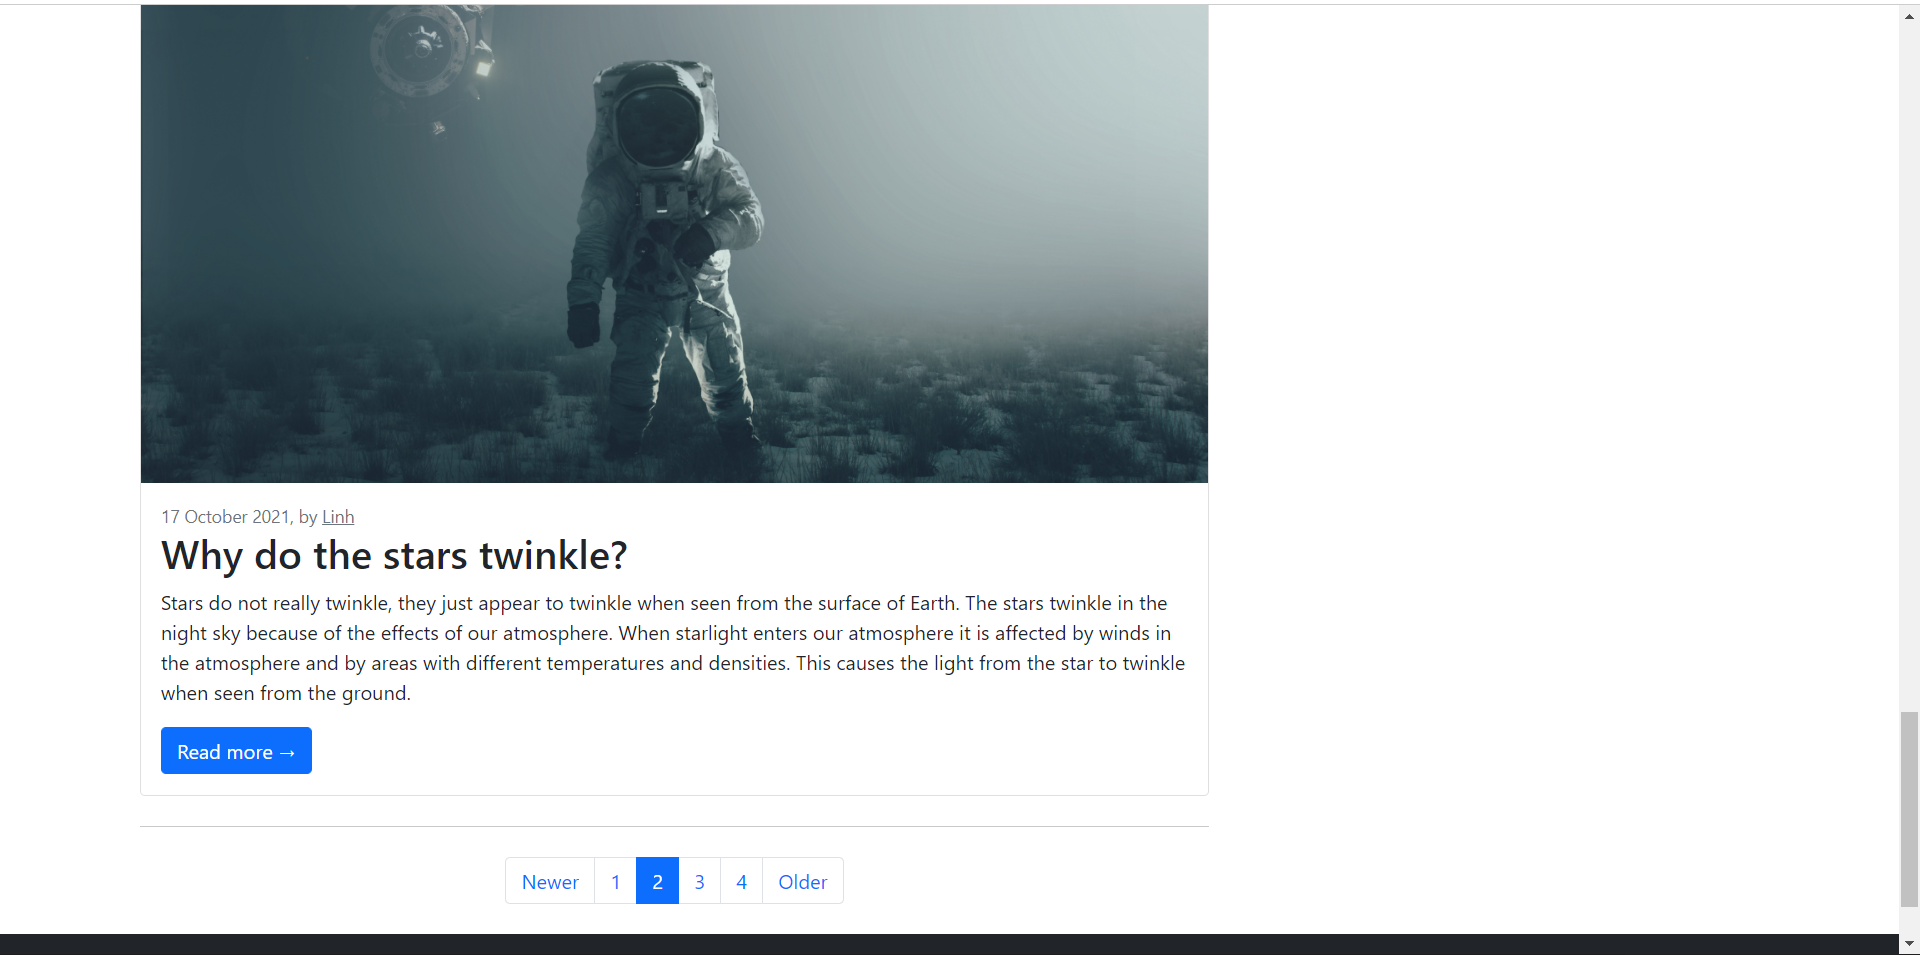 17 October 2021, by Linh
Why do the stars twinkle?
Stars do not really twinkle, they just appear to twinkle when seen from the surface of Earth. The stars twinkle in the
night sky because of the effects of our atmosphere. When starlight enters our atmosphere it is affected by winds in
the atmosphere and by areas with different temperatures and densities. This causes the light from the star to twinkle
when seen from the ground.
Read more →
Newer 1 2 3 4 Older